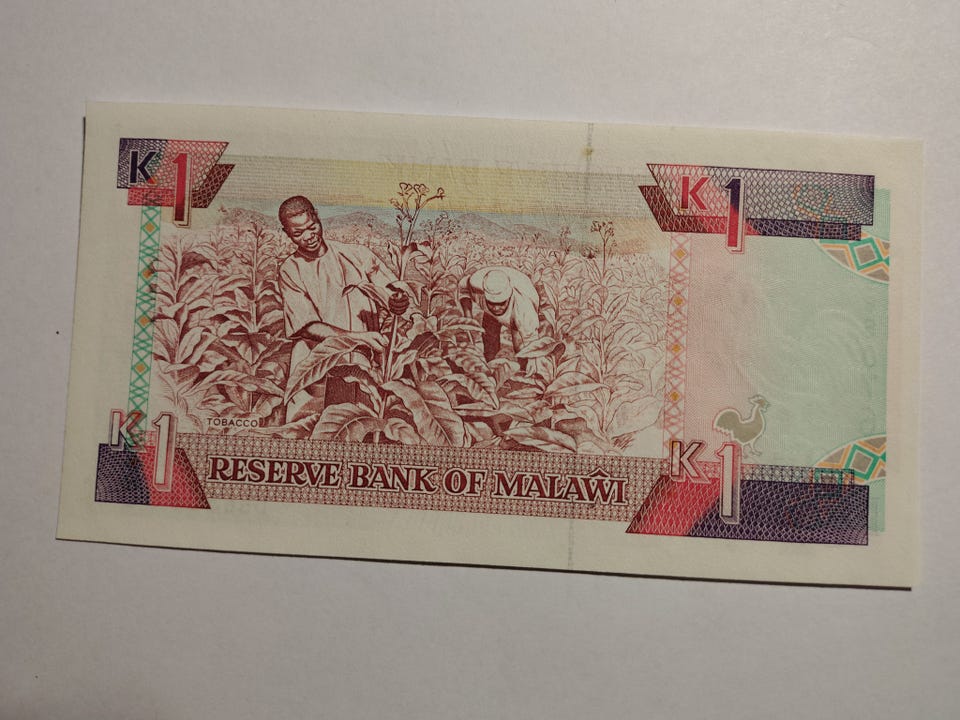 K1
K1
TOBACCO
K1
K1
RESERVE BANK OF MALAŴI